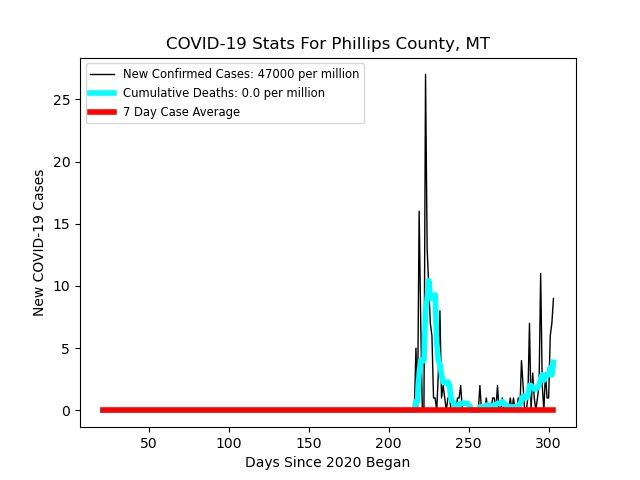 COVID-19 Stats For Phillips County, MT
New Confirmed Cases: 47000 per million
Cumulative Deaths: 0.0 per million
7 Day Case Average
New COVID-19 Cases
25
20
15
10
5
0
50 100 150 200 250 300
Days Since 2020 Began